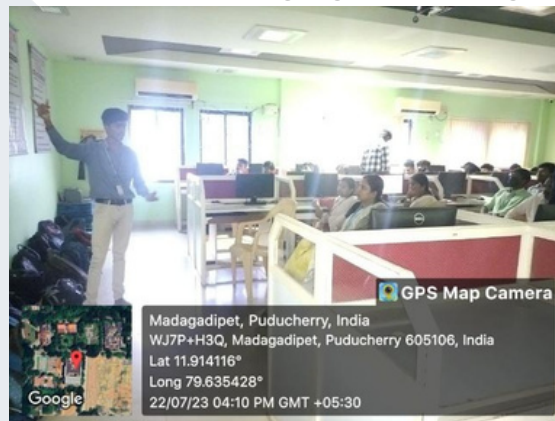 GPS Map Camera
Madagadipet, Puducherry, India
WJ7P+H3Q, Madagadipet, Puducherry 605106, India
Lat 11.914116°
Long 79.635428°
22/07/23 04:10 PM GMT +05:30
Google
DELL